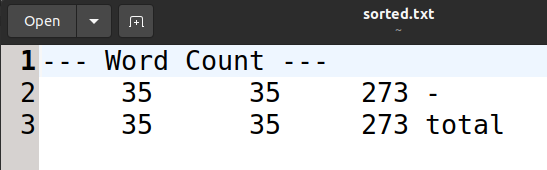 Open
sorted.txt
~
1 --- Word Count ---
2      35      35     273 -
3      35      35     273 total